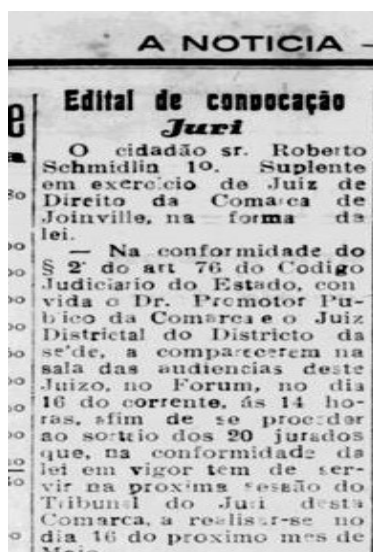 A NOTICIA -
Edital de convocação
Juri
O cidadão sr. Roberto
Schmidlin 1o. Suplente
em exercicio de Juiz de
Direito da Comarca de
Joinville, na forma da
lei.
— Na conformidade do
§ 2º do art 76 do Codigo
Judiciario do Estado, con
vida o Dr. Promotor Pu-
blico da Comarca e o Juiz
Districtal do Districto da
séde, a comparecerem na
sala das audiencias deste
Juizo, no Forum, no dia
16 do corrente, ás 14 ho-
ras, afim de se proceder
ao sorteio dos 20 jurados
que, na conformidade da
lei em vigor tem de ser-
vir na proxima sessão do
Tribunal do Juri desta
Comarca, a realisar-se no
dia 16 do proximo mes de